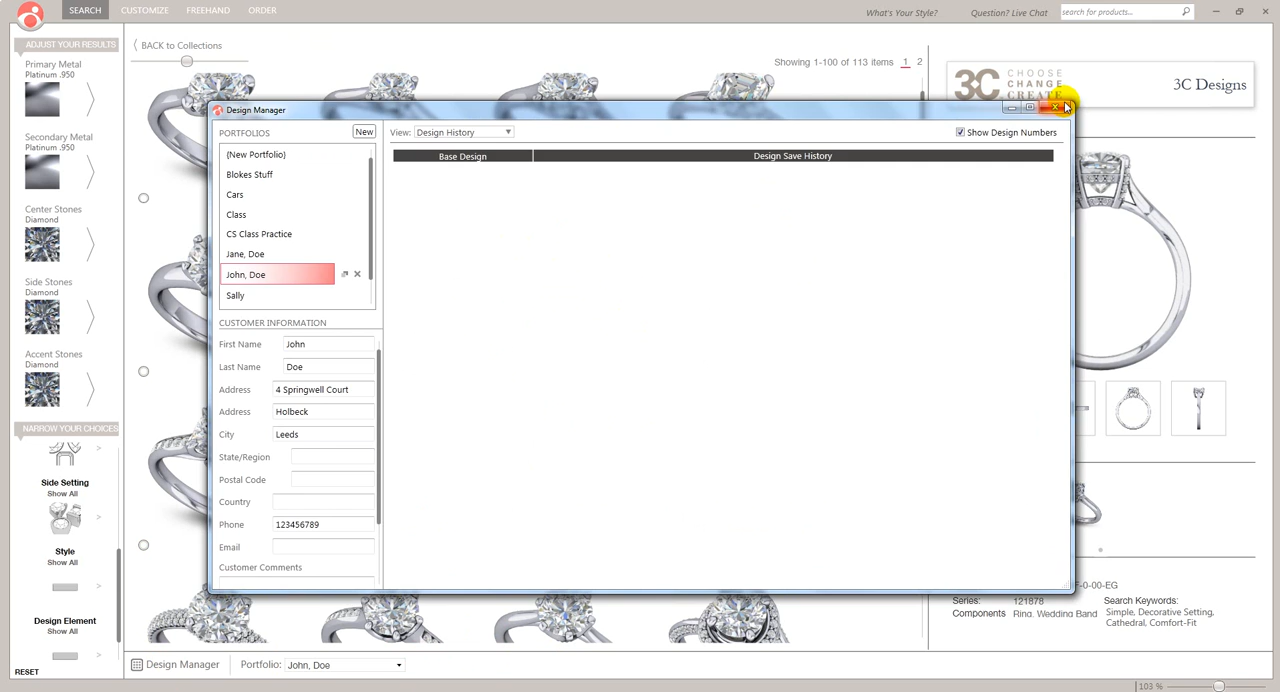 SEARCH CUSTOMIZE FREEHAND ORDER
What's Your Style? Question? Live Chat search for products...
ADJUST YOUR RESULTS
Primary Metal
Platinum .950
Secondary Metal
Platinum .950
Center Stones
Diamond
Side Stones
Diamond
Accent Stones
Diamond
NARROW YOUR CHOICES
Side Setting
Show All
Style
Show All
Design Element
Show All
RESET
BACK to Collections
Showing 1-100 of 113 items 1 2
3C CHOOSE
CHANGE
CREATE
3C Designs
Design Manager
PORTFOLIOS New
(New Portfolio)
Blokes Stuff
Cars
Class
CS Class Practice
Jane, Doe
John, Doe
Sally
CUSTOMER INFORMATION
First Name John
Last Name Doe
Address 4 Springwell Court
Address Holbeck
City Leeds
State/Region
Postal Code
Country
Phone 123456789
Email
Customer Comments
View: Design History
Show Design Numbers
Base Design Design Save History
F-0-00-EG
Series: 121878
Components Ring, Wedding Band
Search Keywords:
Simple, Decorative Setting,
Cathedral, Comfort-Fit
Design Manager Portfolio: John, Doe
103 %